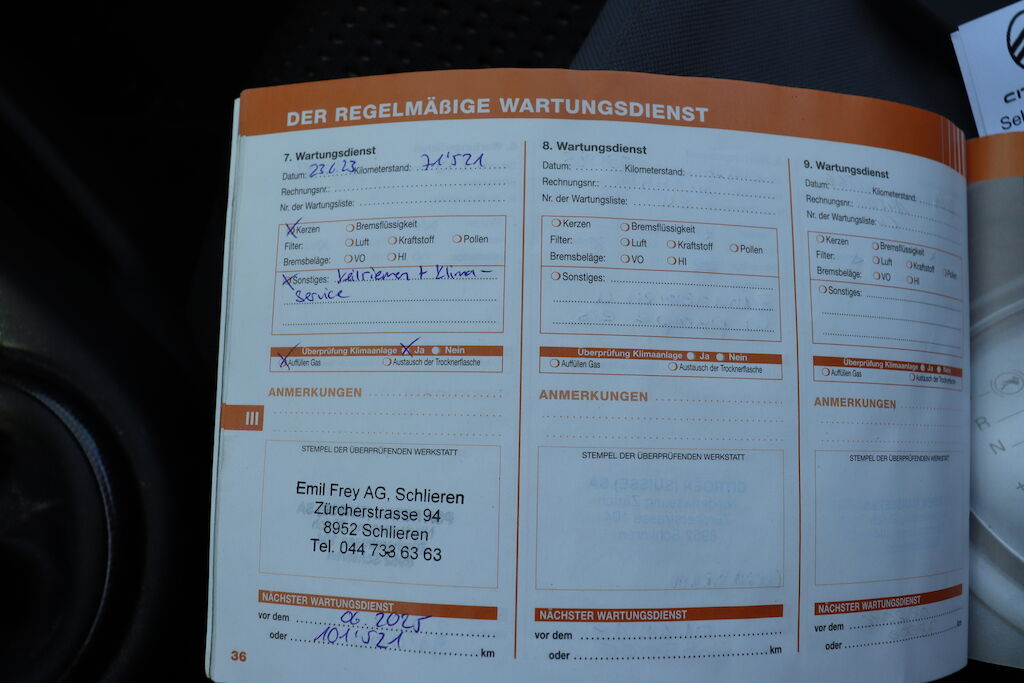 DER REGELMÄßIGE WARTUNGSDIENST
7. Wartungsdienst
Datum: 23.6.23 Kilometerstand: 71'521
Rechnungsnr.:
Nr. der Wartungsliste:
Kerzen Bremsflüssigkeit
Filter: Luft Kraftstoff Pollen
Bremsbeläge: VO HI
Sonstiges: Keilriemen + Klima-
Service
Überprüfung Klimaanlage Ja Nein
Auffüllen Gas Austausch der Trocknerflasche
ANMERKUNGEN
STEMPEL DER ÜBERPRÜFENDEN WERKSTATT
Emil Frey AG, Schlieren
Zürcherstrasse 94
8952 Schlieren
Tel. 044 733 63 63
NÄCHSTER WARTUNGSDIENST
vor dem 06.2025
oder 101'521 km
8. Wartungsdienst
Datum: Kilometerstand:
Rechnungsnr.:
Nr. der Wartungsliste:
Kerzen Bremsflüssigkeit
Filter: Luft Kraftstoff Pollen
Bremsbeläge: VO HI
Sonstiges:
Überprüfung Klimaanlage Ja Nein
Auffüllen Gas Austausch der Trocknerflasche
ANMERKUNGEN
STEMPEL DER ÜBERPRÜFENDEN WERKSTATT
NÄCHSTER WARTUNGSDIENST
vor dem
oder km
9. Wartungsdienst
Datum: Kilometerstand:
Rechnungsnr.:
Nr. der Wartungsliste:
Kerzen Bremsflüssigkeit
Filter: Luft Kraftstoff Pollen
Bremsbeläge: VO HI
Sonstiges:
Überprüfung Klimaanlage Ja Nein
Auffüllen Gas Austausch der Trocknerflasche
ANMERKUNGEN
STEMPEL DER ÜBERPRÜFENDEN WERKSTATT
NÄCHSTER WARTUNGSDIENST
vor dem
oder km
III
36
R
N